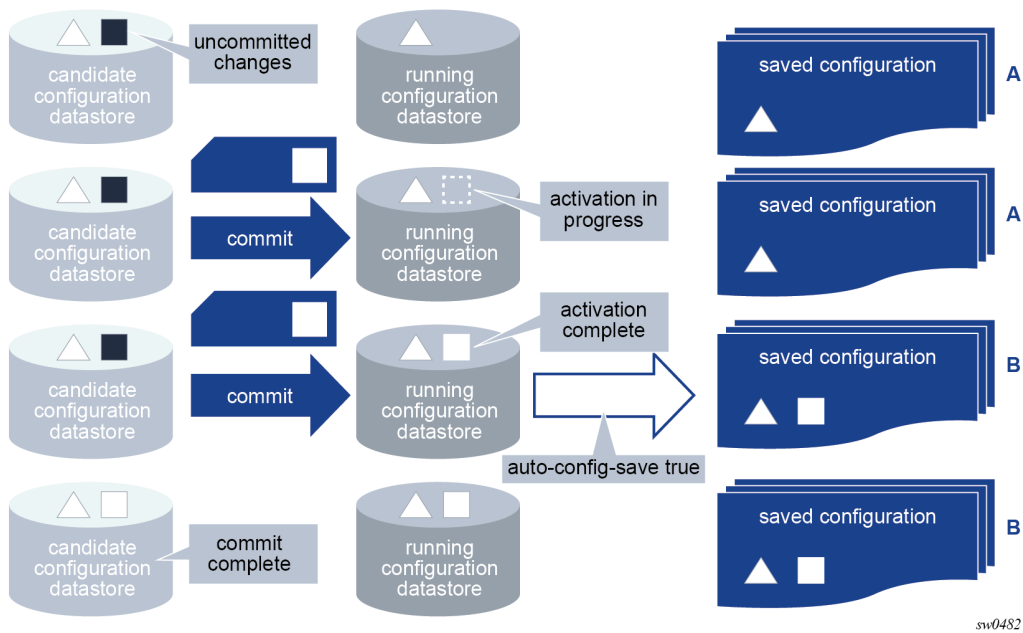 uncommitted
changes
candidate
configuration
datastore
running
configuration
datastore
saved configuration
A
candidate
configuration
datastore
commit
running
configuration
datastore
activation in
progress
saved configuration
A
candidate
configuration
datastore
commit
running
configuration
datastore
activation
complete
auto-config-save true
saved configuration
B
candidate
configuration
datastore
commit
complete
running
configuration
datastore
saved configuration
B
sw0482